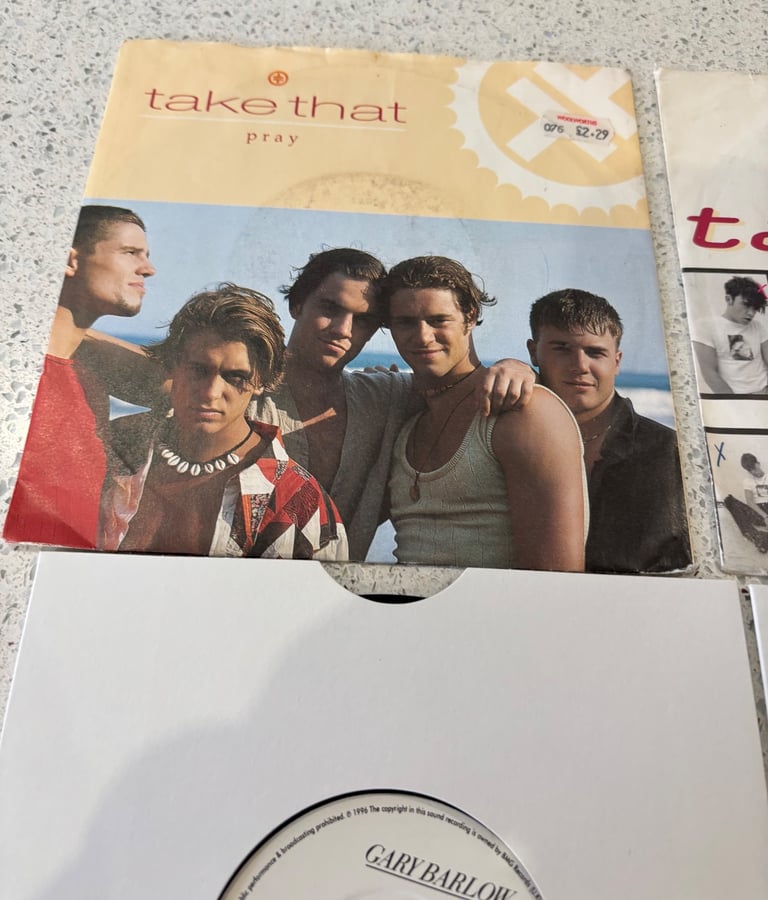 take that
pray
WOOLWORTHS
076 £2.29
ta
X
public performance & broadcasting prohibited. ℗ 1996 The copyright in this sound recording is owned by BMG Records (UK)
GARY BARLOW